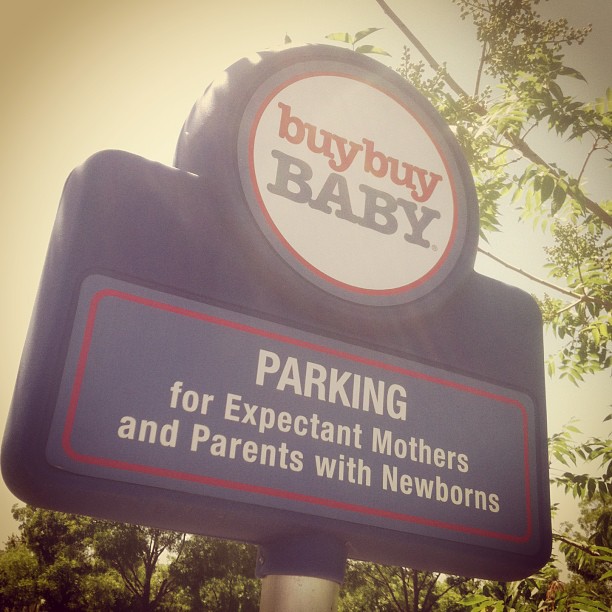 buybuy
BABY®
PARKING
for Expectant Mothers
and Parents with Newborns